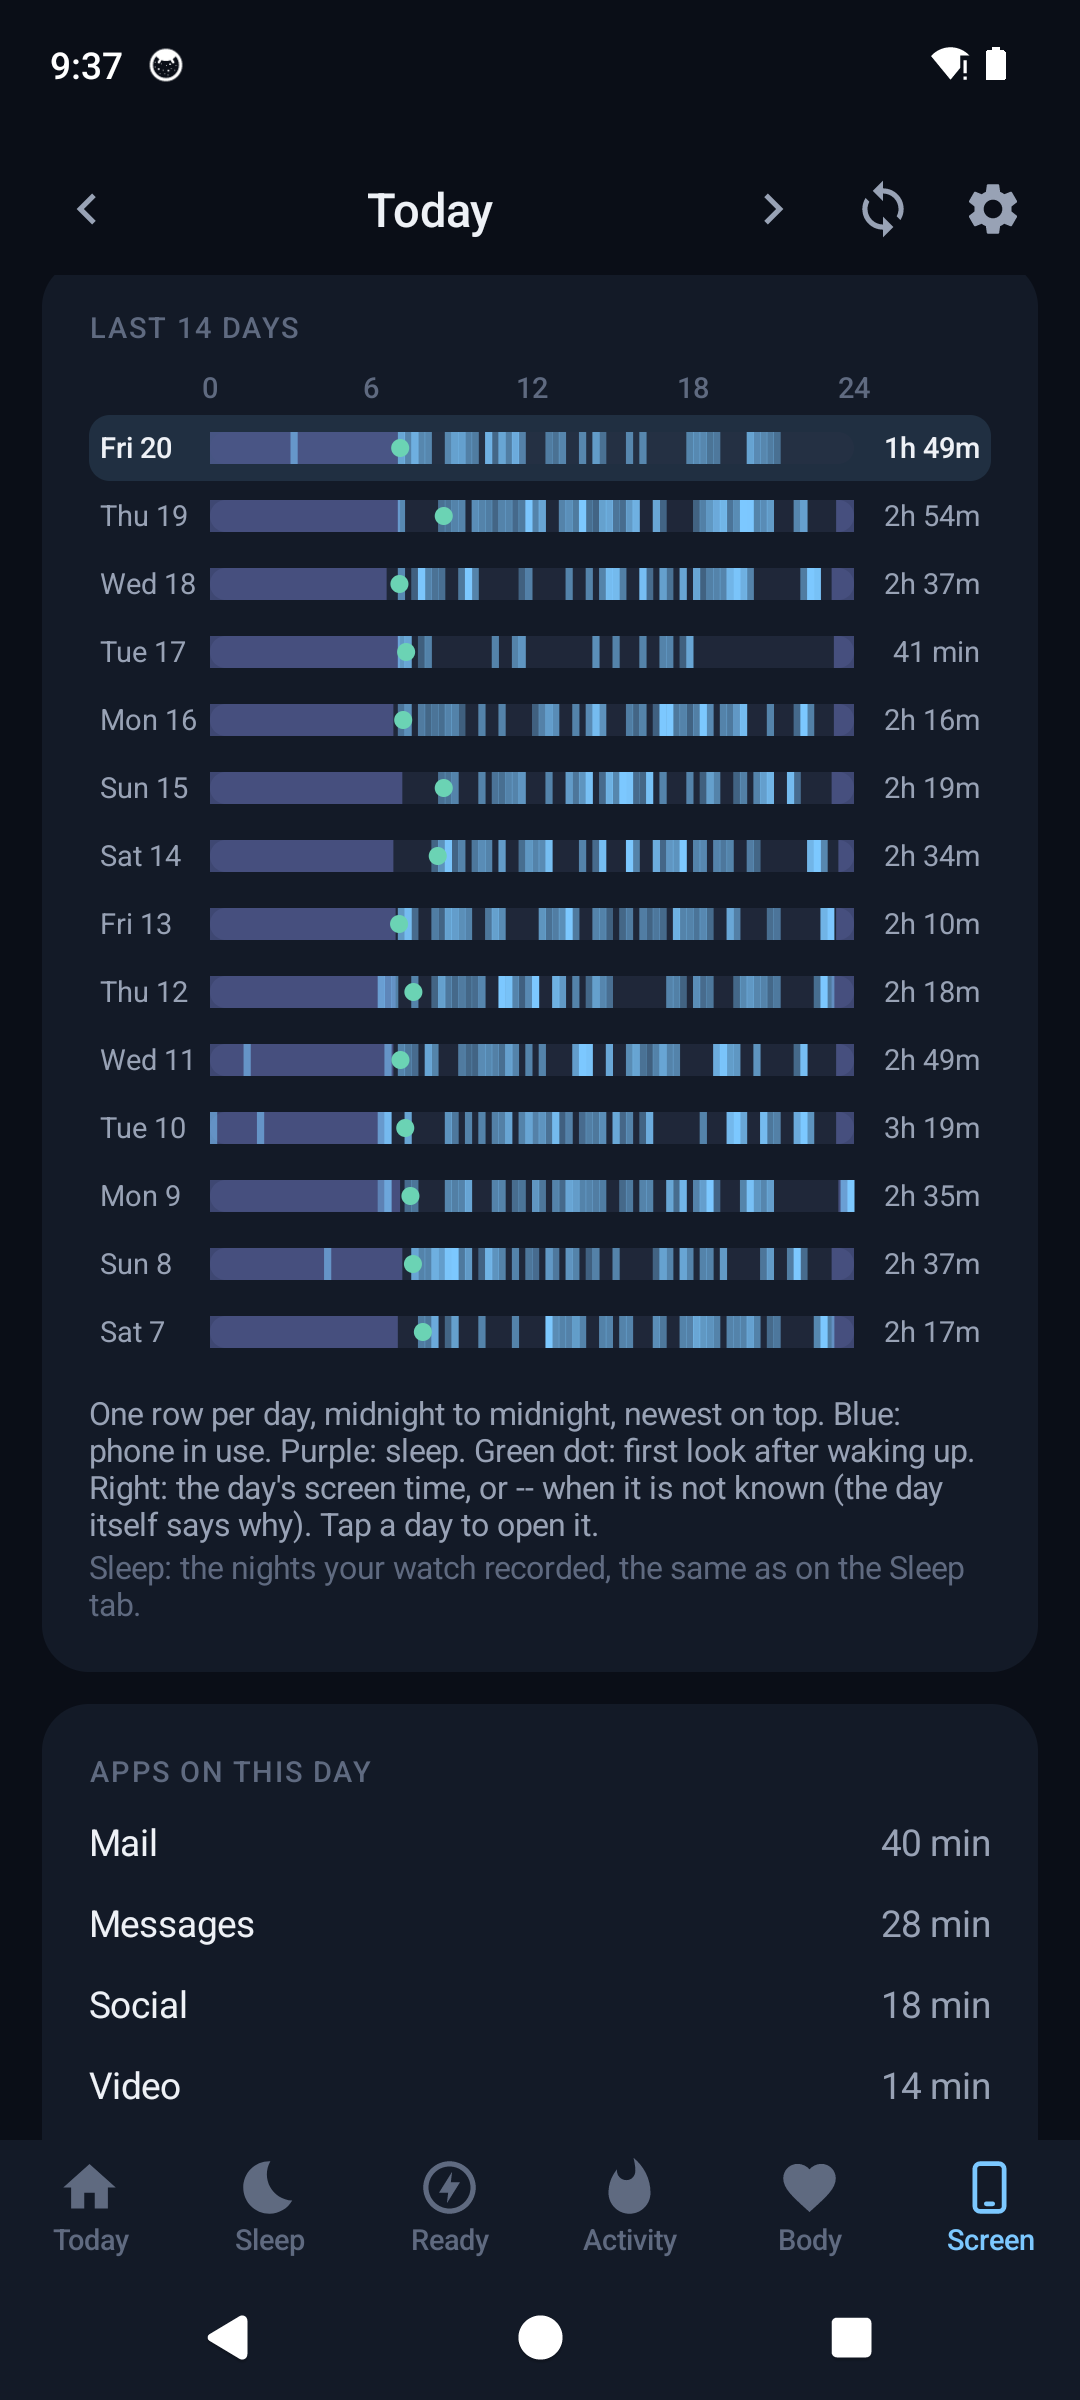 9:37
Today
LAST 14 DAYS
0 6 12 18 24
Fri 20 1h 49m
Thu 19 2h 54m
Wed 18 2h 37m
Tue 17 41 min
Mon 16 2h 16m
Sun 15 2h 19m
Sat 14 2h 34m
Fri 13 2h 10m
Thu 12 2h 18m
Wed 11 2h 49m
Tue 10 3h 19m
Mon 9 2h 35m
Sun 8 2h 37m
Sat 7 2h 17m
One row per day, midnight to midnight, newest on top. Blue:
phone in use. Purple: sleep. Green dot: first look after waking up.
Right: the day's screen time, or -- when it is not known (the day
itself says why). Tap a day to open it.
Sleep: the nights your watch recorded, the same as on the Sleep
tab.
APPS ON THIS DAY
Mail 40 min
Messages 28 min
Social 18 min
Video 14 min
Today Sleep Ready Activity Body Screen